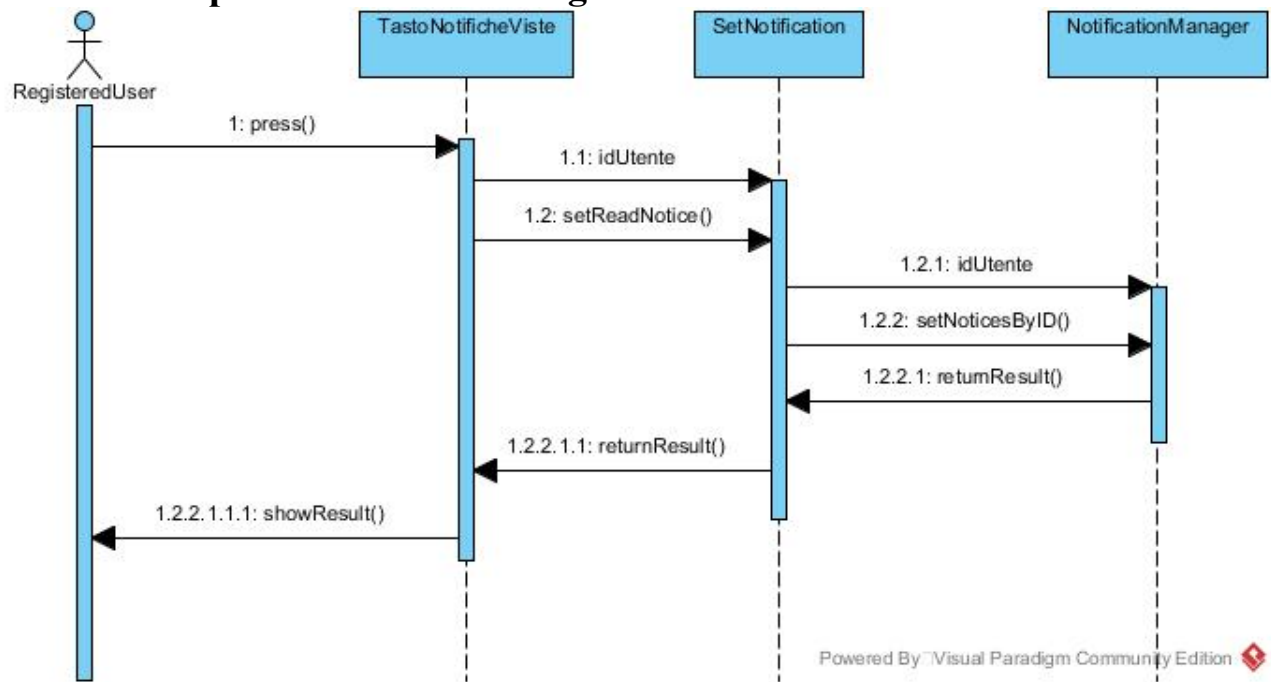 TastoNotificheViste
SetNotification
NotificationManager
RegisteredUser
1: press()
1.1: idUtente
1.2: setReadNotice()
1.2.1: idUtente
1.2.2: setNoticesByID()
1.2.2.1: returnResult()
1.2.2.1.1: returnResult()
1.2.2.1.1.1: showResult()
Powered By Visual Paradigm Community Edition